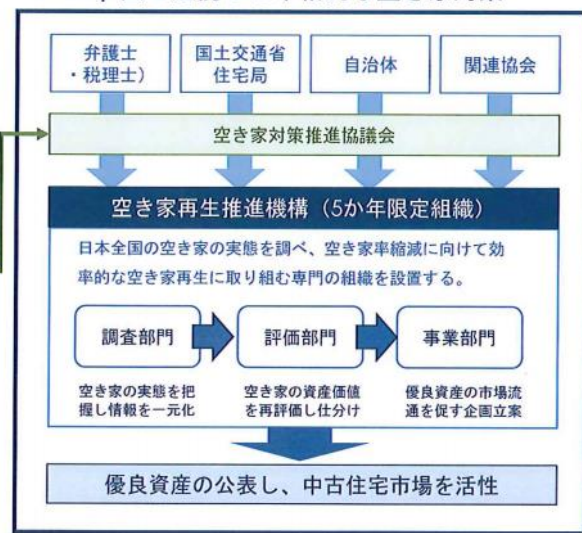 弁護士
・税理士）
国土交通省
住宅局
自治体
関連協会
空き家対策推進協議会
空き家再生推進機構（5か年限定組織）
日本全国の空き家の実態を調べ、空き家率縮減に向けて効
率的な空き家再生に取り組む専門の組織を設置する。
調査部門
評価部門
事業部門
空き家の実態を把
握し情報を一元化
空き家の資産価値
を再評価し仕分け
優良資産の市場流
通を促す企画立案
優良資産の公表し、中古住宅市場を活性